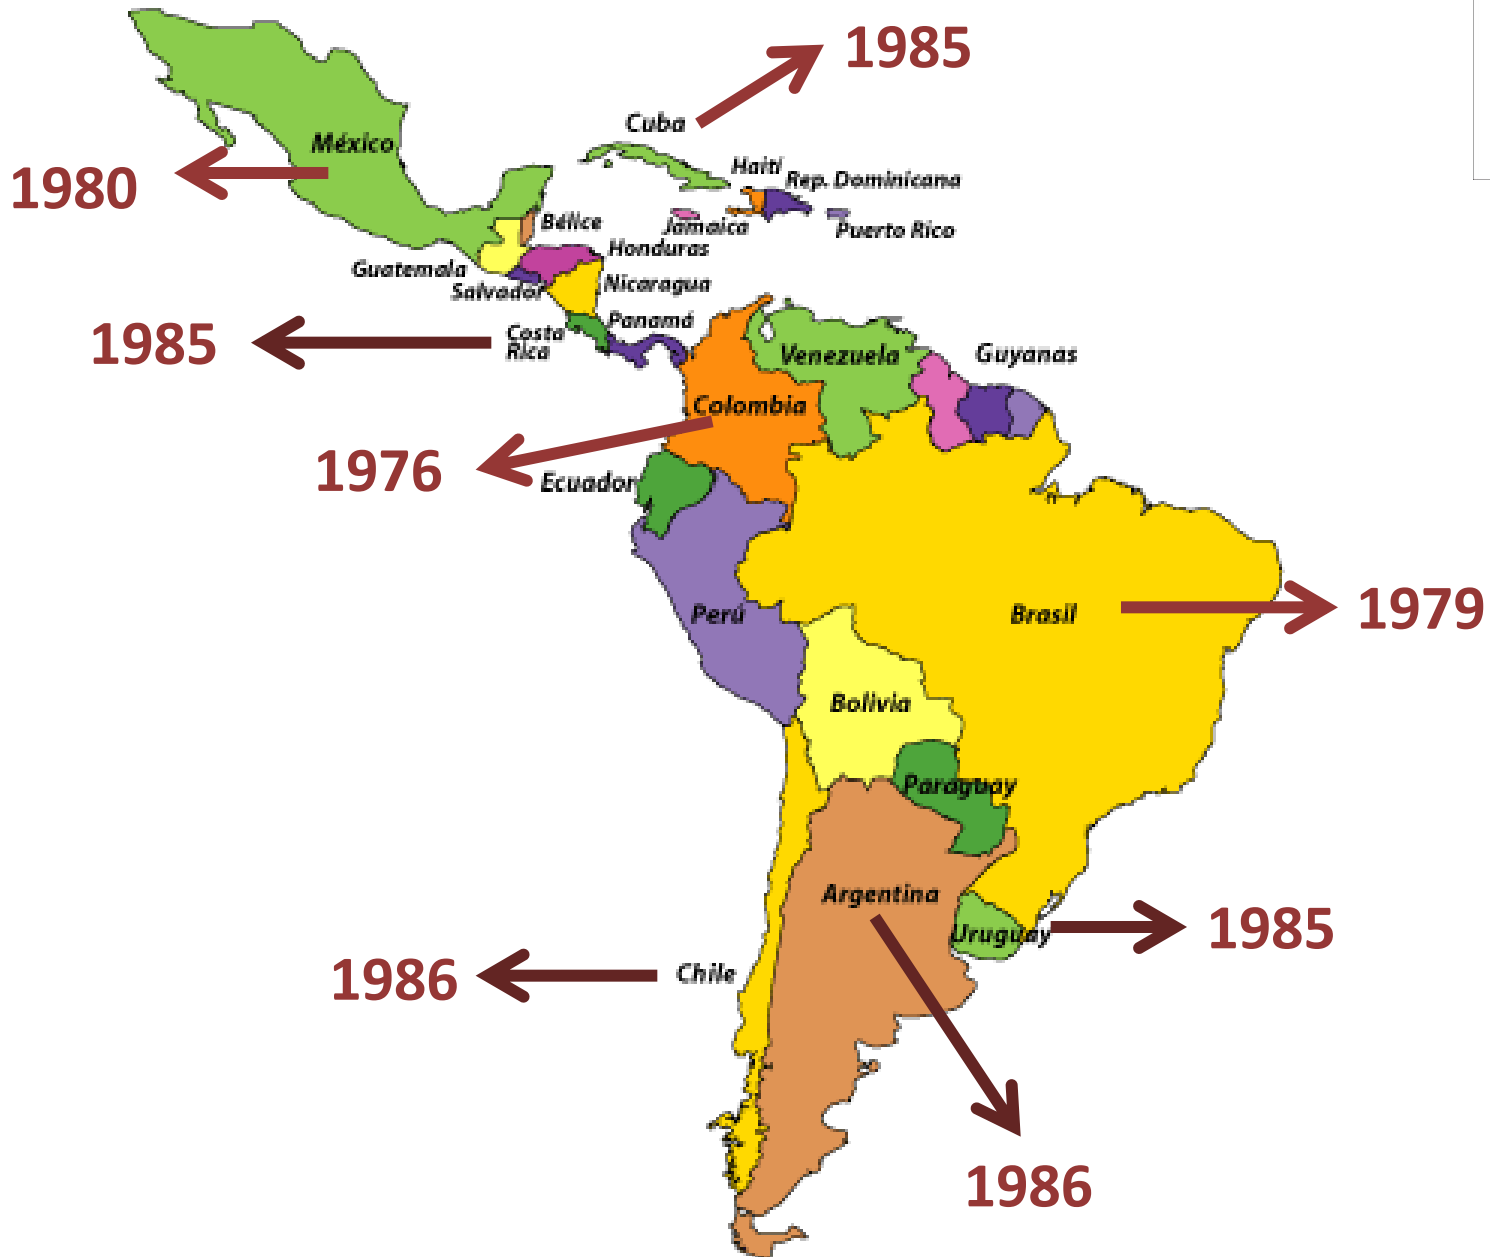 1985
Cuba
México
Haití
1980
Rep. Dominicana
Bélice
Jamaica
Puerto Rico
Honduras
Guatemala
Salvador
Nicaragua
1985
Costa
Rica
Panamá
Venezuela
Guyanas
Colombia
1976
Ecuador
Perú
Brasil
1979
Bolivia
Paraguay
Argentina
Uruguay
1985
1986
Chile
1986